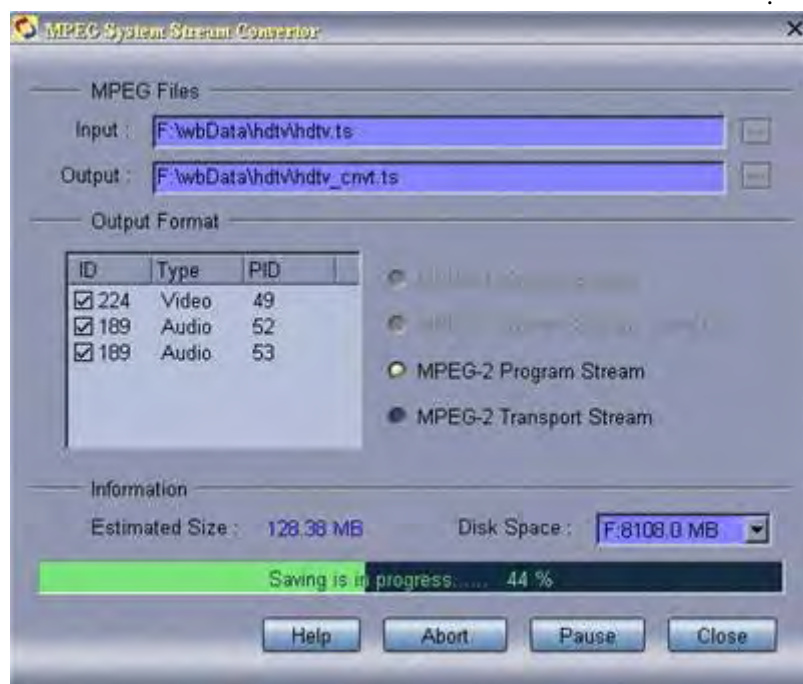 MPEG System Stream Convertor
MPEG Files
Input : F:\wbData\hdtv\hdtv.ts
Output : F:\wbData\hdtv\hdtv_cnvt.ts
Output Format
ID Type PID
224 Video 49
189 Audio 52
189 Audio 53
MPEG-2 Program Stream
MPEG-2 Transport Stream
Information
Estimated Size : 128.38 MB Disk Space : F:8108.0 MB
Saving is in progress...... 44 %
Help Abort Pause Close